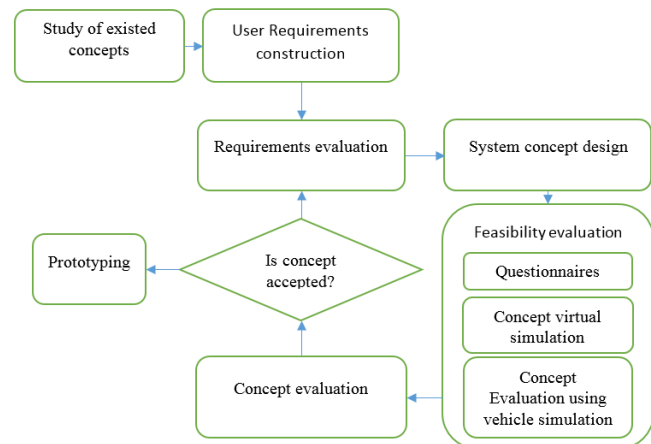 Study of existed
concepts
User Requirements
construction
Requirements evaluation
System concept design
Feasibility evaluation
Questionnaires
Concept virtual
simulation
Concept
Evaluation using
vehicle simulation
Concept evaluation
Is concept
accepted?
Prototyping